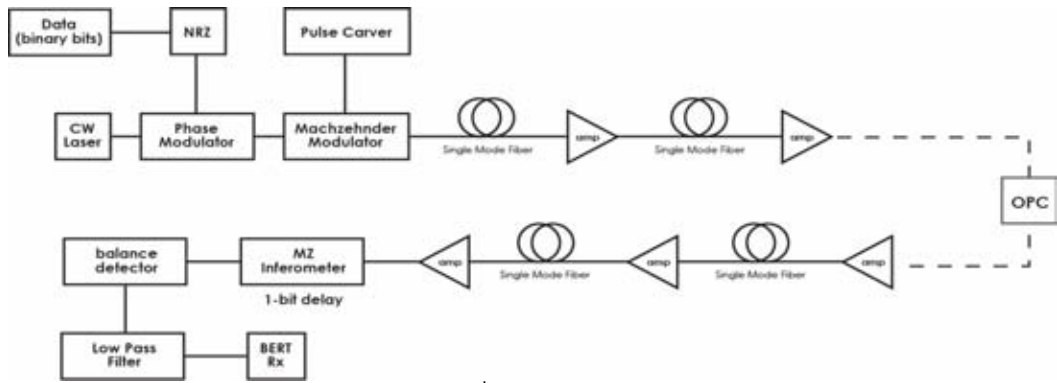 Data
(binary bits)
NRZ
Pulse Carver
CW
Laser
Phase
Modulator
Machzehnder
Modulator
Single Mode Fiber
amp
Single Mode Fiber
amp
OPC
balance
detector
MZ
Inferometer
1-bit delay
amp
Single Mode Fiber
amp
Single Mode Fiber
amp
Low Pass
Filter
BERT
Rx